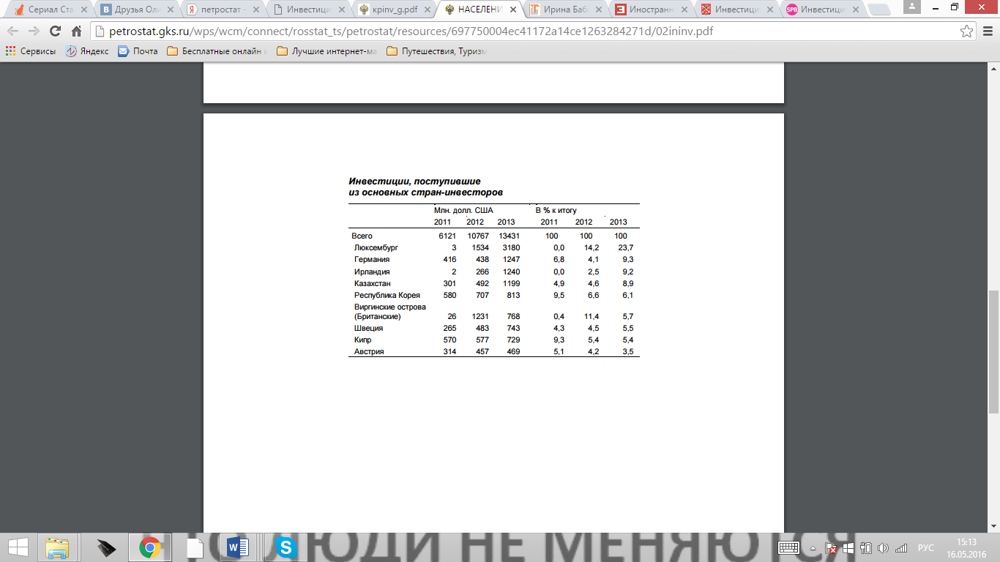 Сериал Ста
Друзья Оли
петростат –
Инвестици
кpinv_g.pdf
НАСЕЛЕНИ
Ирина Баб
Иностранн
Инвестици
SPB Инвестици
petrostat.gks.ru/wps/wcm/connect/rosstat_ts/petrostat/resources/697750004ec41172a14ce1263284271d/02ininv.pdf
Сервисы Яндекс Почта Бесплатные онлайн Лучшие интернет-ма Путешествия, Туризм
Инвестиции, поступившие
из основных стран-инвесторов
Млн. долл. США В % к итогу
2011 2012 2013 2011 2012 2013
Всего 6121 10767 13431 100 100 100
Люксембург 3 1534 3180 0,0 14,2 23,7
Германия 416 438 1247 6,8 4,1 9,3
Ирландия 2 266 1240 0,0 2,5 9,2
Казахстан 301 492 1199 4,9 4,6 8,9
Республика Корея 580 707 813 9,5 6,6 6,1
Виргинские острова
(Британские) 26 1231 768 0,4 11,4 5,7
Швеция 265 483 743 4,3 4,5 5,5
Кипр 570 577 729 9,3 5,4 5,4
Австрия 314 457 469 5,1 4,2 3,5
ЛЮДИ НЕ МЕНЯЮТСЯ
РУС
15:13
16.05.2016